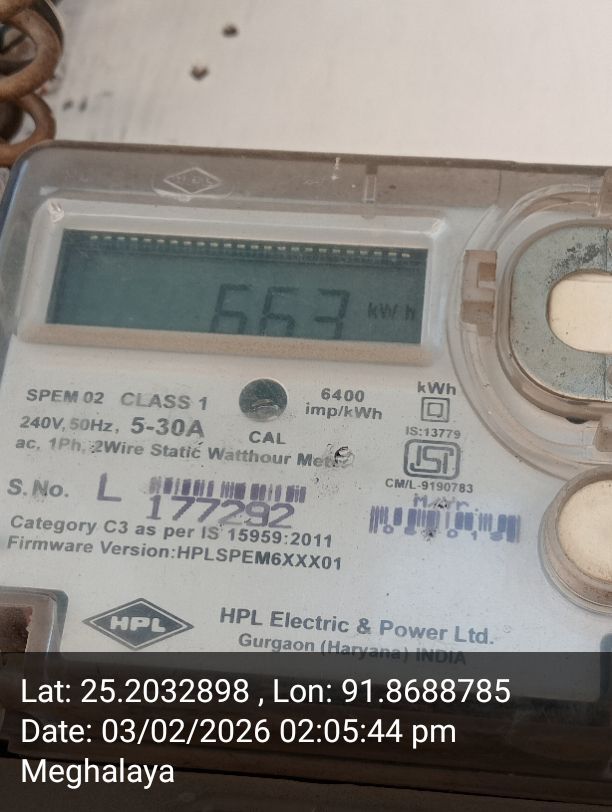 663 kWh
SPEM 02 CLASS 1
6400
imp/kWh
kWh
240V, 50Hz, 5-30A
CAL
IS:13779
ac, 1Ph, 2Wire Static Watthour Meter
ISI
CM/L-9190783
S.No. L 177292
M/Yr
Category C3 as per IS 15959:2011
Firmware Version:HPLSPEM6XXX01
HPL
HPL Electric & Power Ltd.
Gurgaon (Haryana) INDIA
Lat: 25.2032898 , Lon: 91.8688785
Date: 03/02/2026 02:05:44 pm
Meghalaya